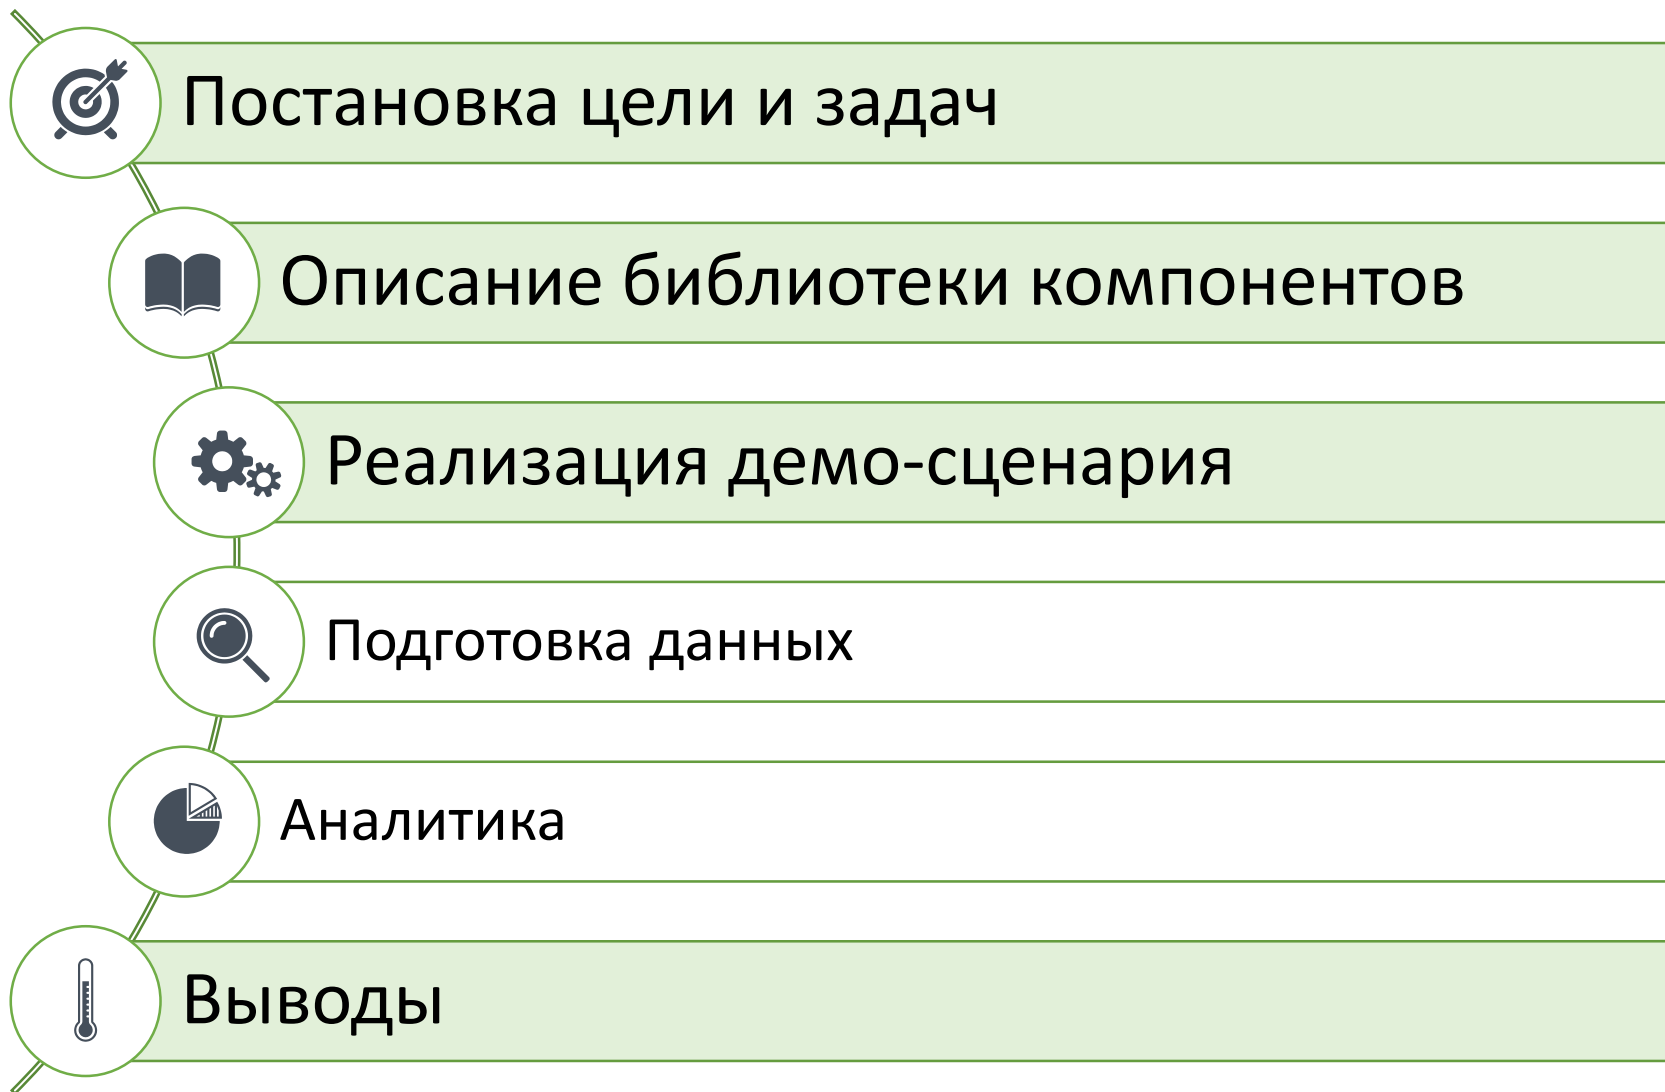 Постановка цели и задач
Описание библиотеки компонентов
Реализация демо-сценария
Подготовка данных
Аналитика
Выводы